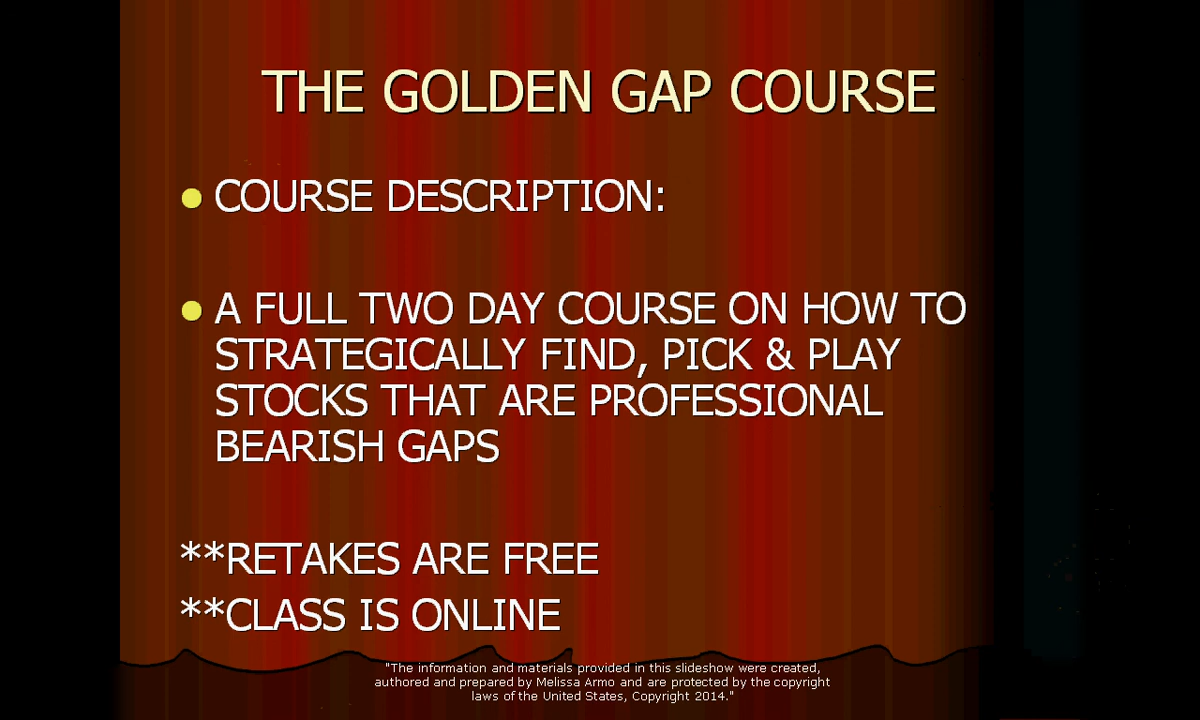 THE GOLDEN GAP COURSE
COURSE DESCRIPTION:
A FULL TWO DAY COURSE ON HOW TO
STRATEGICALLY FIND, PICK & PLAY
STOCKS THAT ARE PROFESSIONAL
BEARISH GAPS
**RETAKES ARE FREE
**CLASS IS ONLINE
"The information and materials provided in this slideshow were created,
authored and prepared by Melissa Armo and are protected by the copyright
laws of the United States, Copyright 2014."